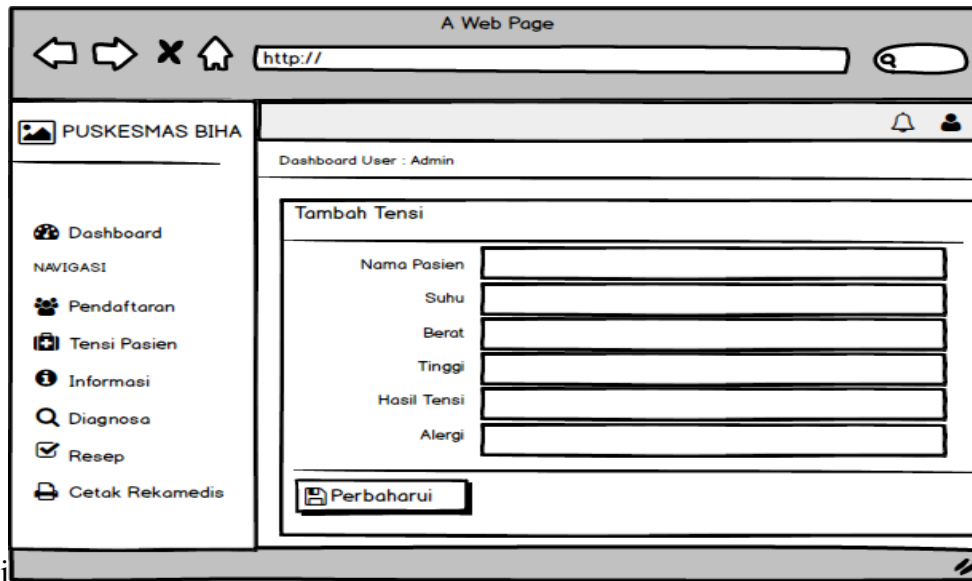 A Web Page
http://
PUSKESMAS BIHA
Dashboard User : Admin
Dashboard
NAVIGASI
Pendaftaran
Tensi Pasien
Informasi
Diagnosa
Resep
Cetak Rekamedis
Tambah Tensi
Nama Pasien
Suhu
Berat
Tinggi
Hasil Tensi
Alergi
Perbaharui
i